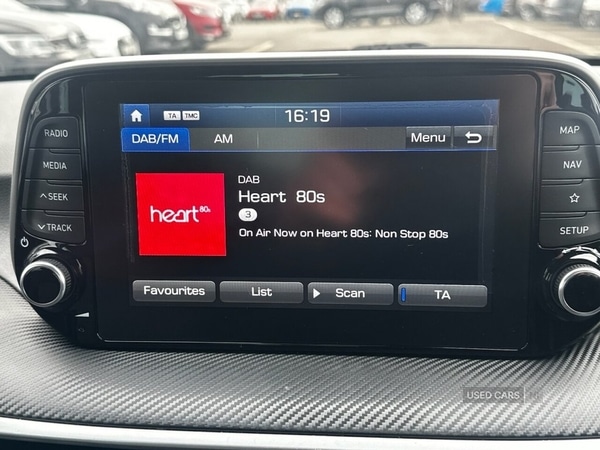 TA TMC 16:19
DAB/FM AM Menu
heart 80s
DAB
Heart 80s
3
On Air Now on Heart 80s: Non Stop 80s
Favourites List Scan TA
RADIO
MEDIA
SEEK
TRACK
MAP
NAV
SETUP
USED CARS NI